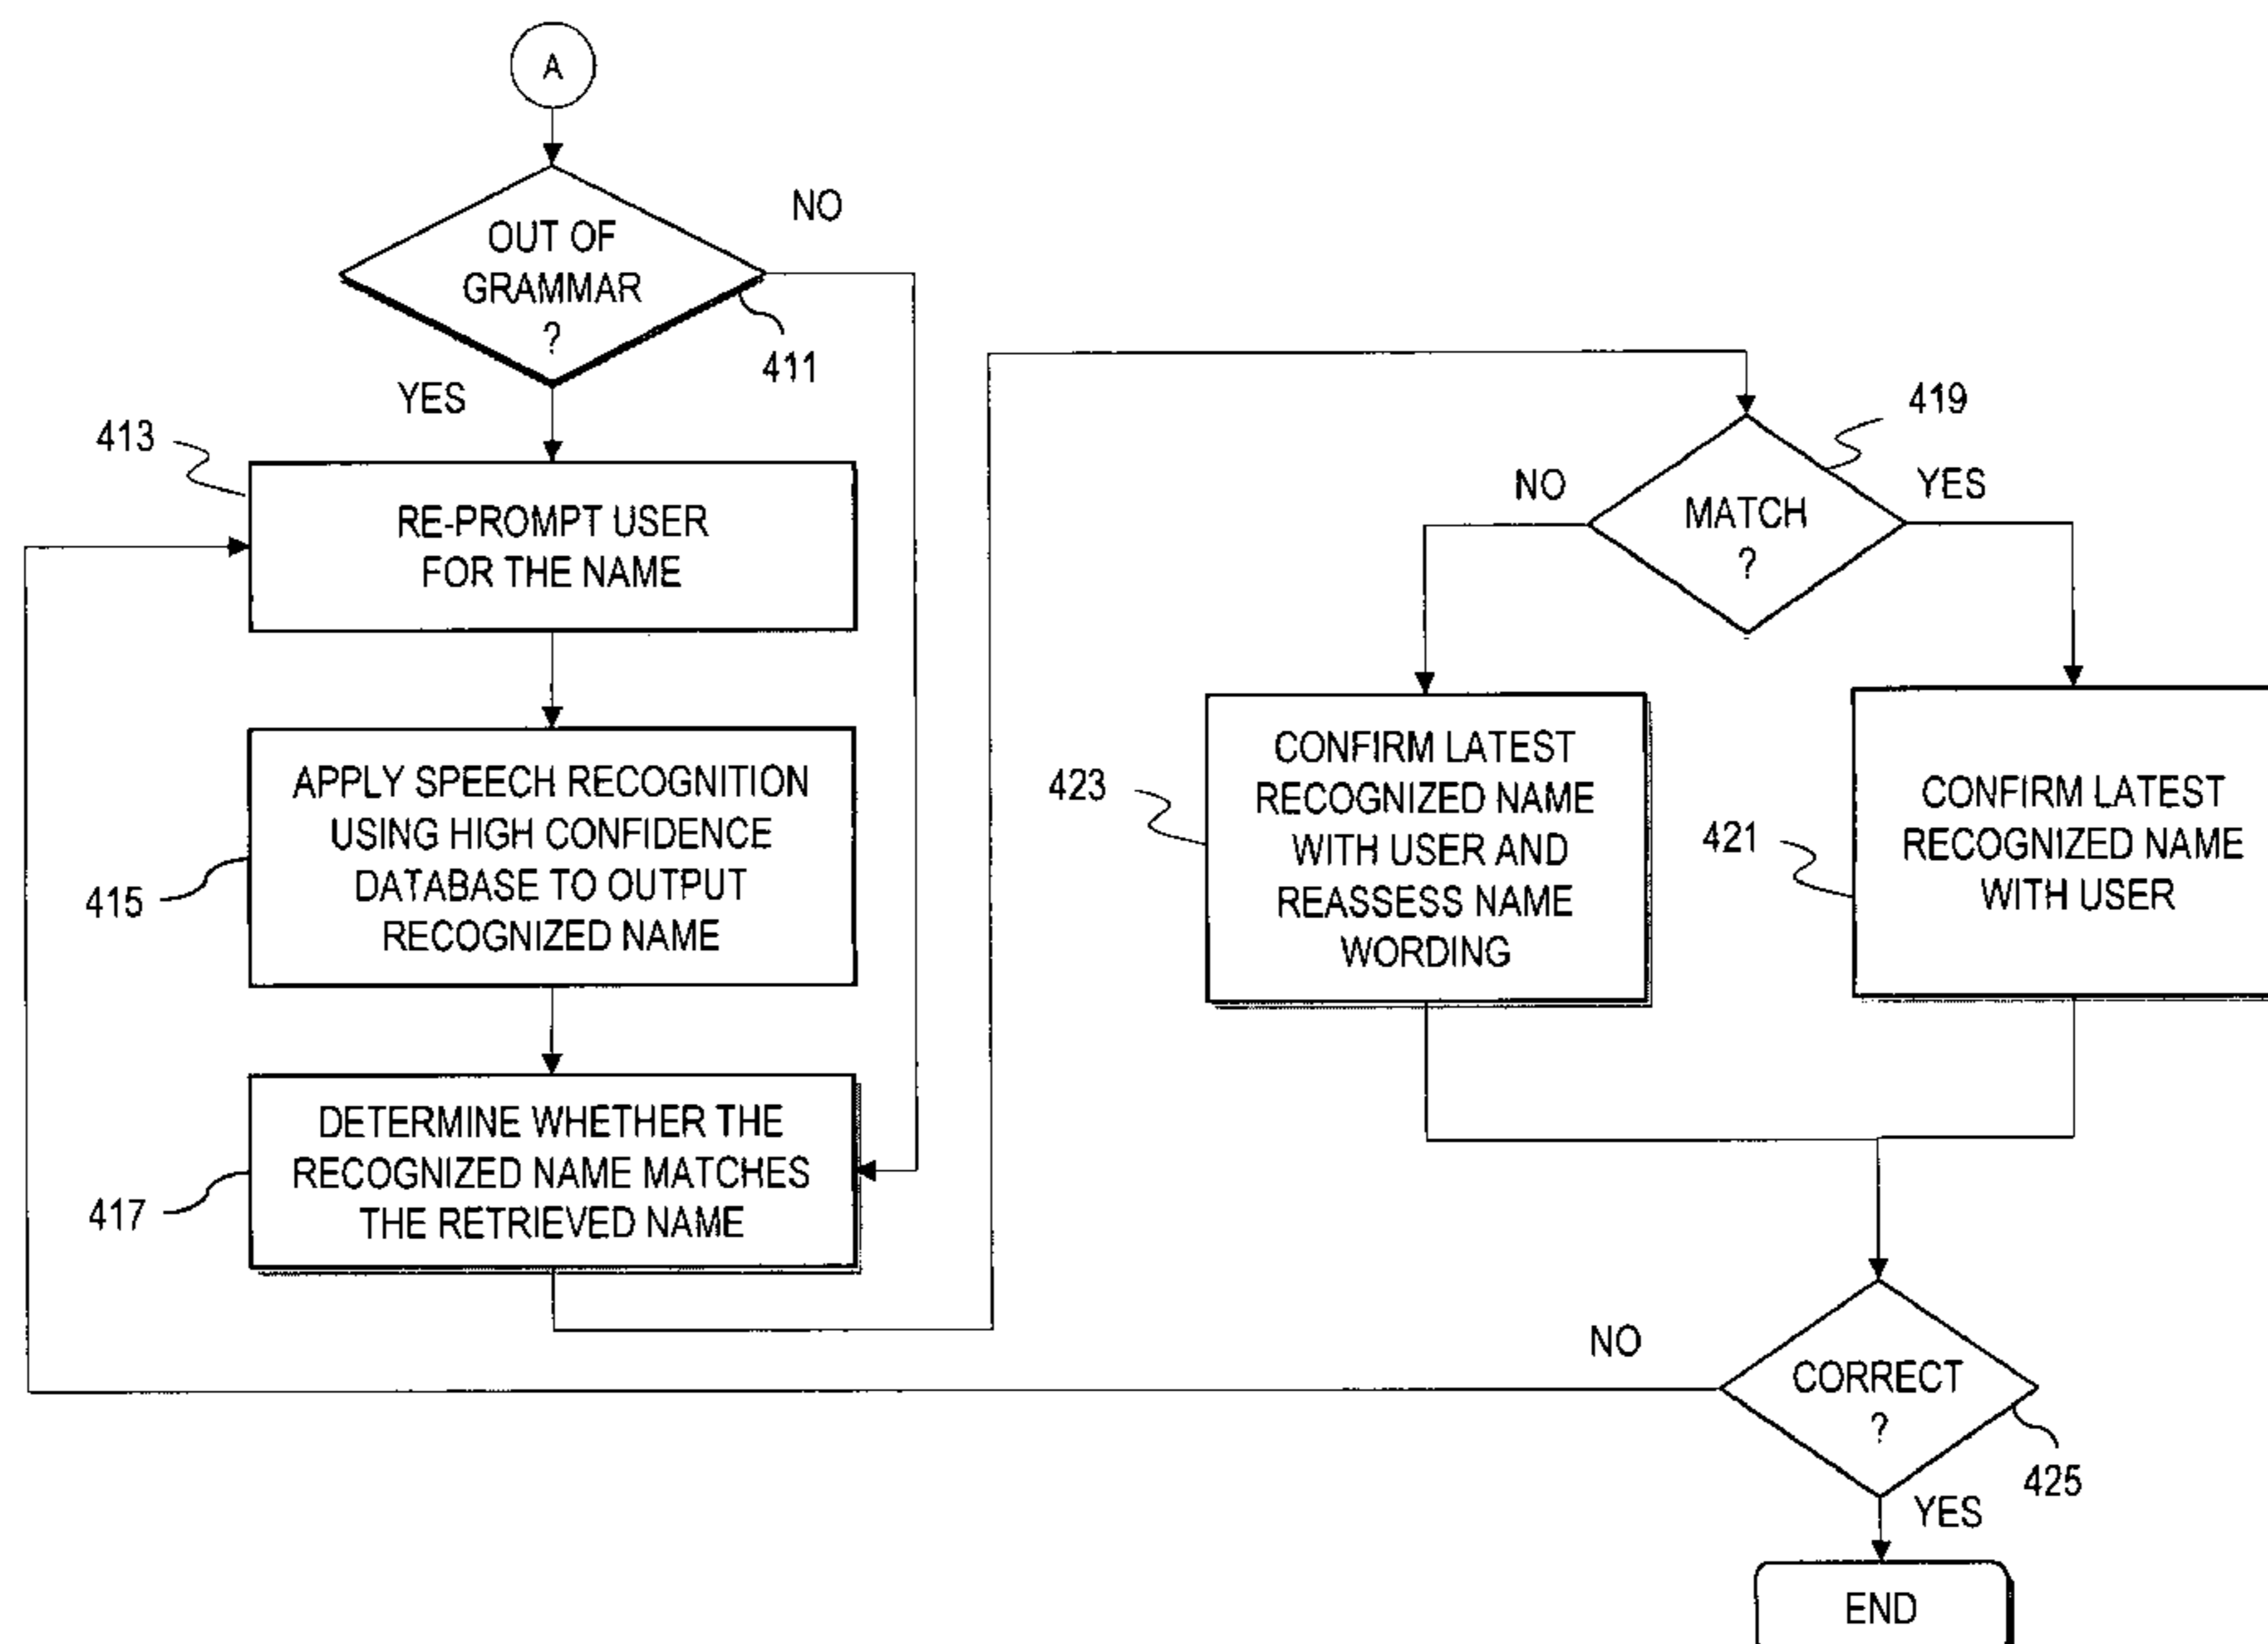 A
OUT OF
GRAMMAR
?
NO
411
YES
413
RE-PROMPT USER
FOR THE NAME
APPLY SPEECH RECOGNITION
USING HIGH CONFIDENCE
DATABASE TO OUTPUT
RECOGNIZED NAME
415
DETERMINE WHETHER THE
RECOGNIZED NAME MATCHES
THE RETRIEVED NAME
417
419
NO
MATCH
?
YES
CONFIRM LATEST
RECOGNIZED NAME
WITH USER AND
REASSESS NAME
WORDING
423
CONFIRM LATEST
RECOGNIZED NAME
WITH USER
421
NO
CORRECT
?
425
YES
END